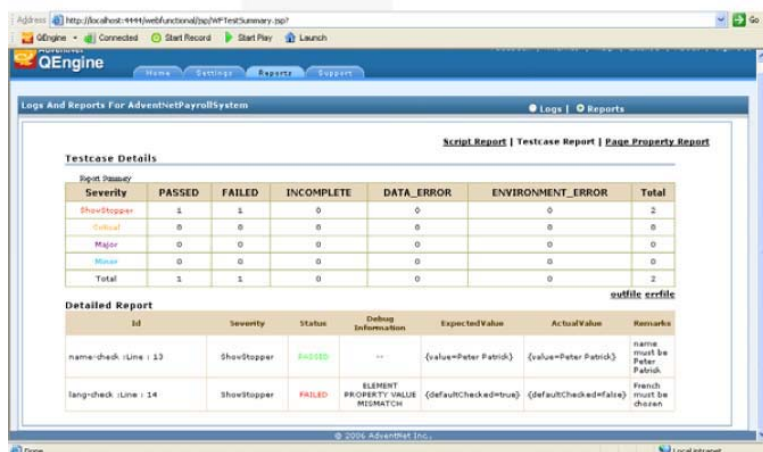 Address http://localhost:4444/webfunctional/jsp/WFTestSummary.jsp? Go
QEngine Connected Start Record Start Play Launch
QEngine
Home Settings Reports Support
Logs And Reports For AdventNetPayrollSystem Logs | Reports
Script Report | Testcase Report | Page Property Report
Testcase Details
Report Summary
Severity PASSED FAILED INCOMPLETE DATA_ERROR ENVIRONMENT_ERROR Total
ShowStopper 1 1 0 0 0 2
Critical 0 0 0 0 0 0
Major 0 0 0 0 0 0
Minor 0 0 0 0 0 0
Total 1 1 0 0 0 2
outfile errfile
Detailed Report
Id Severity Status Debug Information ExpectedValue ActualValue Remarks
name-check :Line : 13 ShowStopper PASSED -- {value=Peter Patrick} {value=Peter Patrick} name must be Peter Patrick
lang-check :Line : 14 ShowStopper FAILED ELEMENT PROPERTY VALUE MISMATCH {defaultChecked=true} {defaultChecked=false} French must be chosen
© 2006 AdventNet Inc.,
Done Local intranet